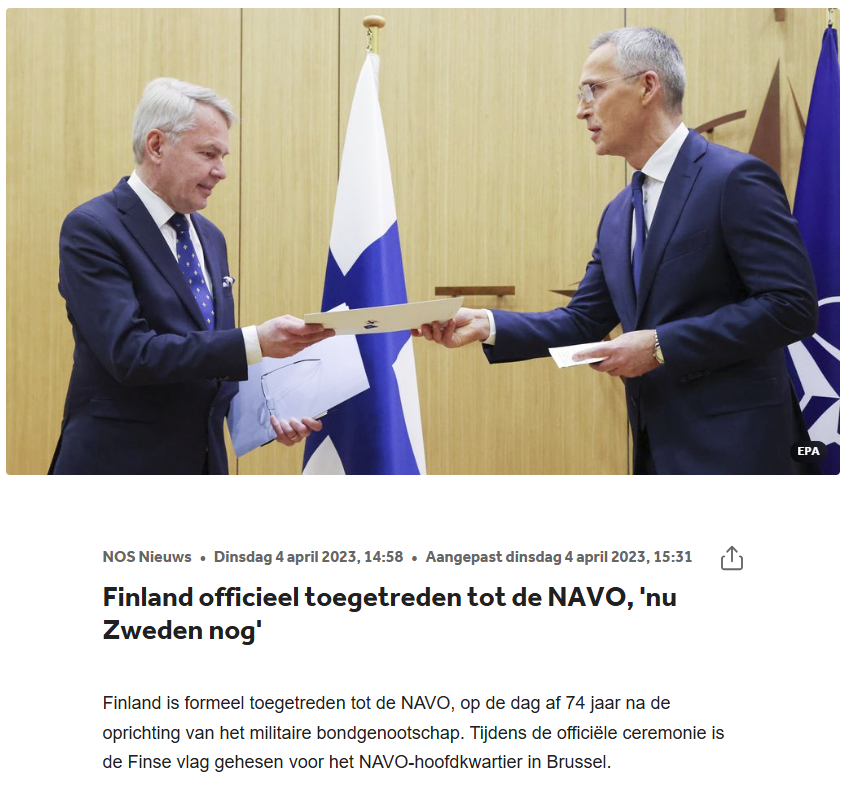 EPA
NOS Nieuws • Dinsdag 4 april 2023, 14:58 • Aangepast dinsdag 4 april 2023, 15:31
Finland officieel toegetreden tot de NAVO, 'nu
Zweden nog'
Finland is formeel toegetreden tot de NAVO, op de dag af 74 jaar na de
oprichting van het militaire bondgenootschap. Tijdens de officiële ceremonie is
de Finse vlag gehesen voor het NAVO-hoofdkwartier in Brussel.